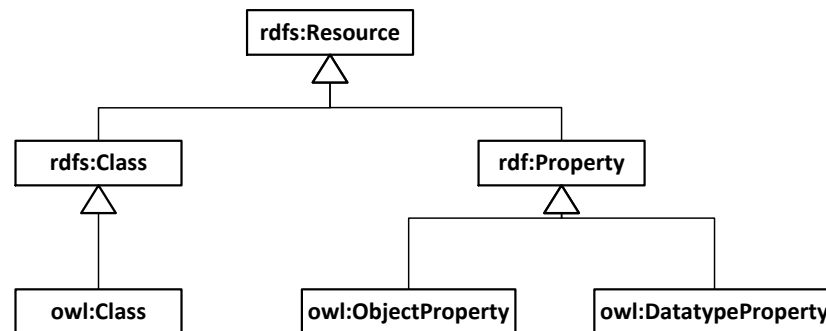 rdfs:Resource
rdfs:Class
rdf:Property
owl:Class
owl:ObjectProperty
owl:DatatypeProperty